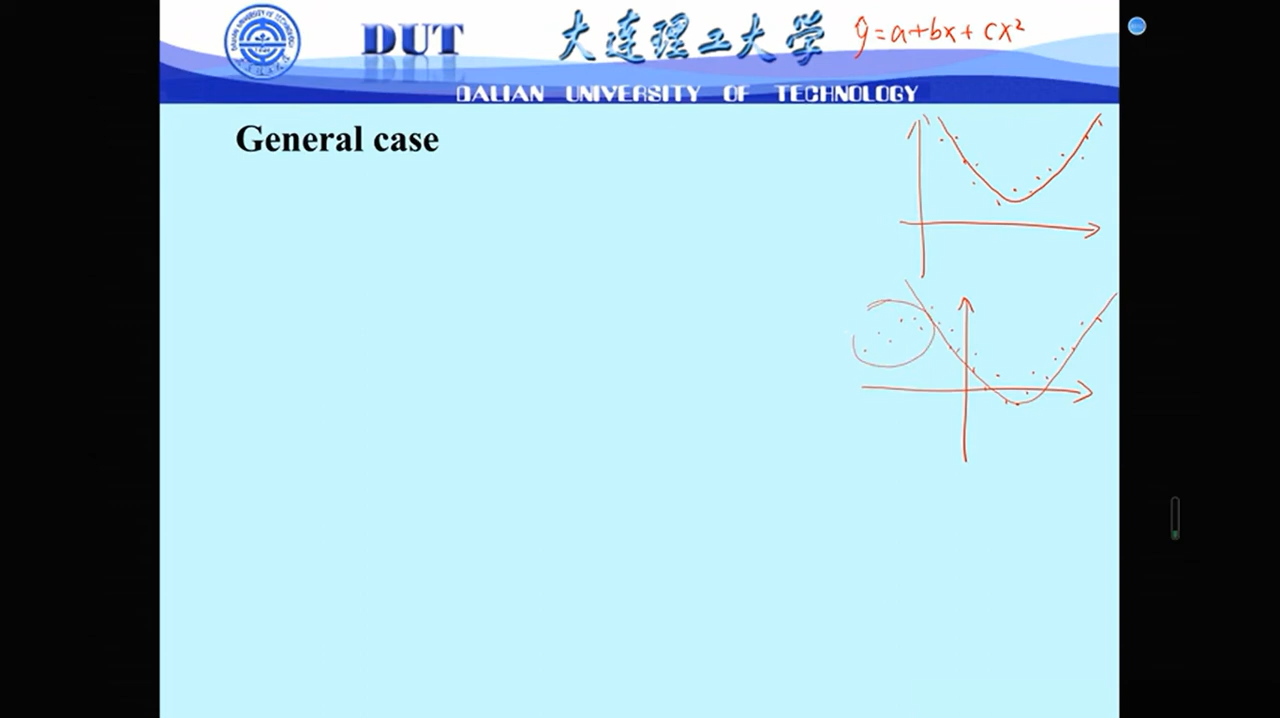 DUT
大连理工大学
ŷ=a+bx+cx²
DALIAN UNIVERSITY OF TECHNOLOGY
General case